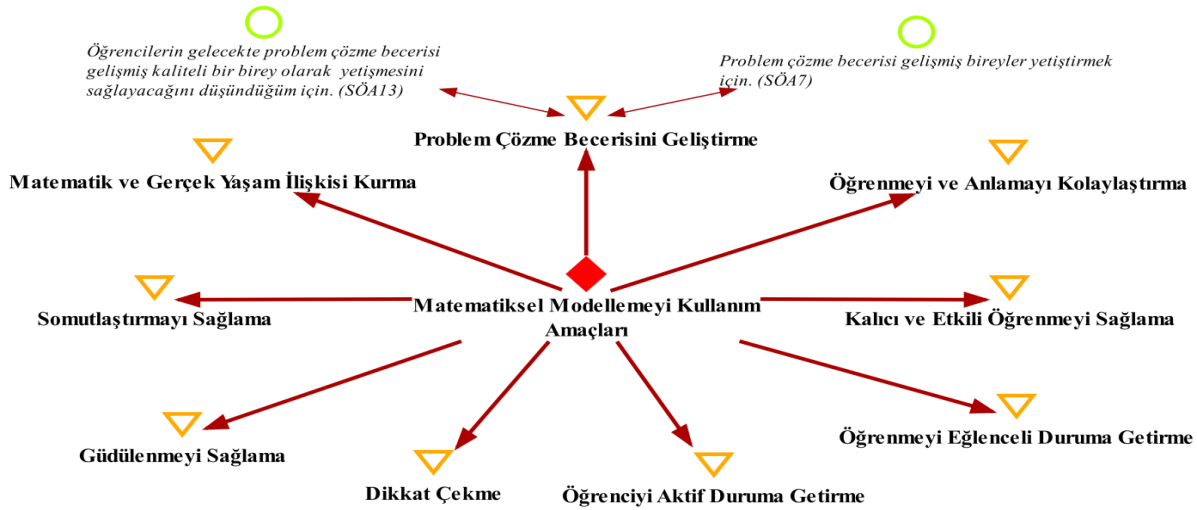 Öğrencilerin gelecekte problem çözme becerisi
gelişmiş kaliteli bir birey olarak yetişmesini
sağlayacağını düşündüğüm için. (SÖA13)
Problem çözme becerisi gelişmiş bireyler yetiştirmek
için. (SÖA7)
Problem Çözme Becerisini Geliştirme
Matematik ve Gerçek Yaşam İlişkisi Kurma
Öğrenmeyi ve Anlamayı Kolaylaştırma
Matematiksel Modellemeyi Kullanım
Amaçları
Somutlaştırmayı Sağlama
Kalıcı ve Etkili Öğrenmeyi Sağlama
Güdülenmeyi Sağlama
Öğrenmeyi Eğlenceli Duruma Getirme
Dikkat Çekme
Öğrenciyi Aktif Duruma Getirme